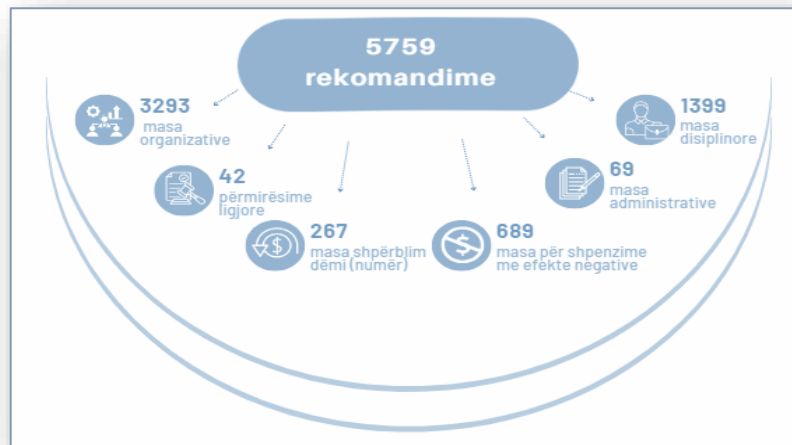 5759
rekomandime
3293
masa
organizative
1399
masa
disiplinore
42
përmirësime
ligjore
69
masa
administrative
267
masa shpërblim
dëmi (numër)
689
masa për shpenzime
me efekte negative